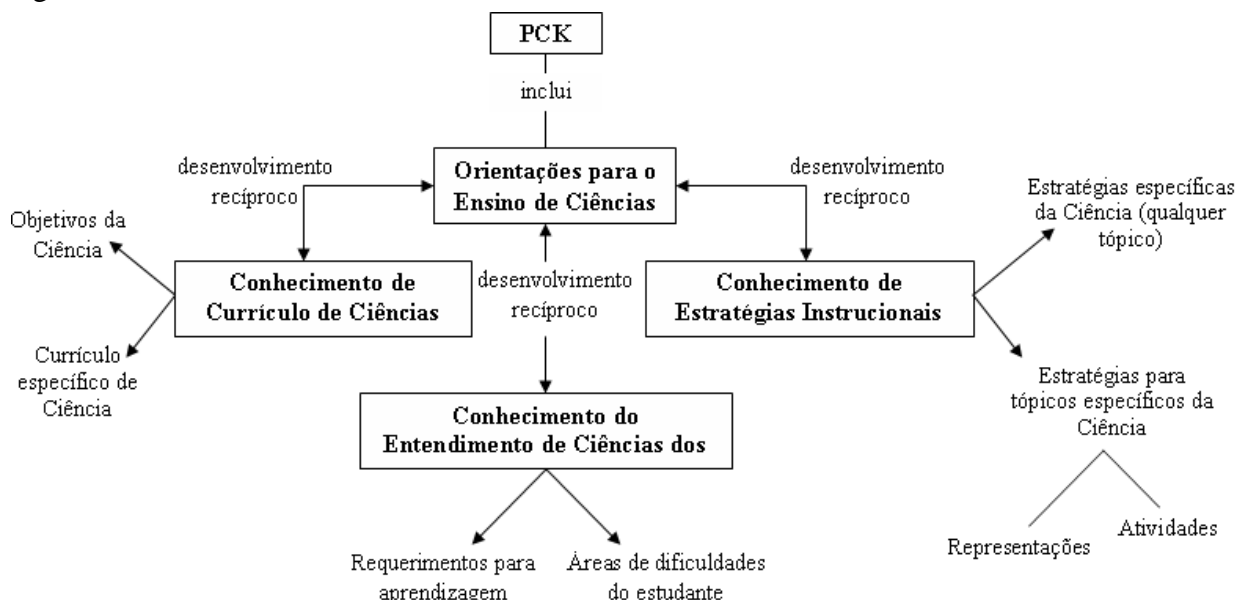 PCK
inclui
desenvolvimento
recíproco
Orientações para o
Ensino de Ciências
desenvolvimento
recíproco
Objetivos da
Ciência
Conhecimento de
Currículo de Ciências
desenvolvimento
recíproco
Conhecimento de
Estratégias Instrucionais
Estratégias específicas
da Ciência (qualquer
tópico)
Currículo
específico de
Ciência
Conhecimento do
Entendimento de Ciências dos
Estratégias para
tópicos específicos da
Ciência
Requerimentos para
aprendizagem
Áreas de dificuldades
do estudante
Representações
Atividades